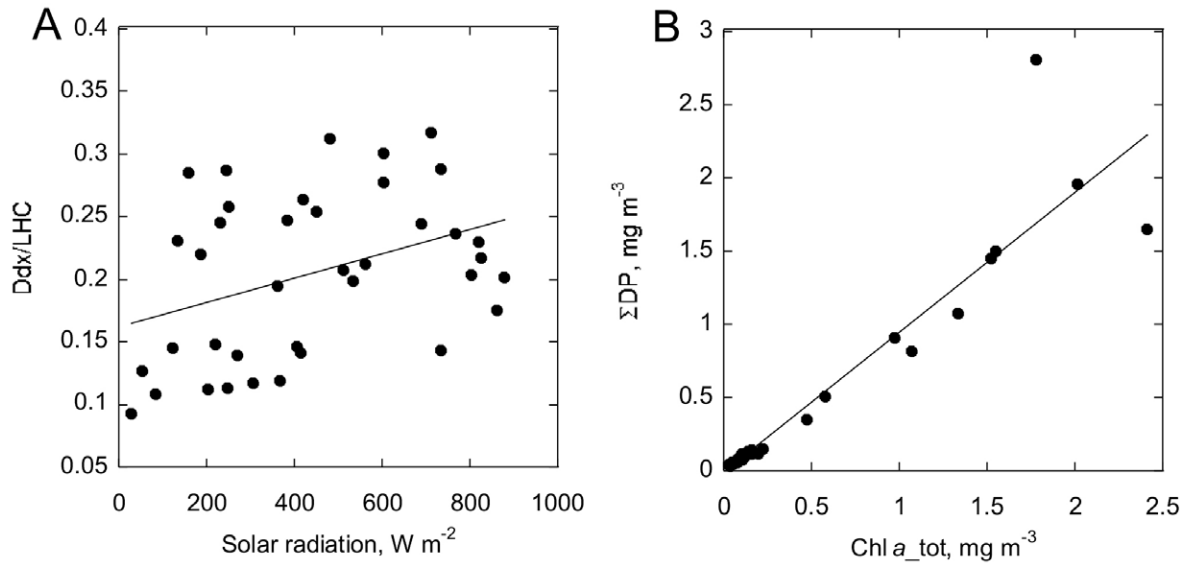 A
0.4
0.35
0.3
0.25
0.2
0.15
0.1
0.05
Ddx/LHC
0 200 400 600 800 1000
Solar radiation, W m⁻²
B
3
2.5
2
1.5
1
0.5
0
ΣDP, mg m⁻³
0 0.5 1 1.5 2 2.5
Chl a_tot, mg m⁻³